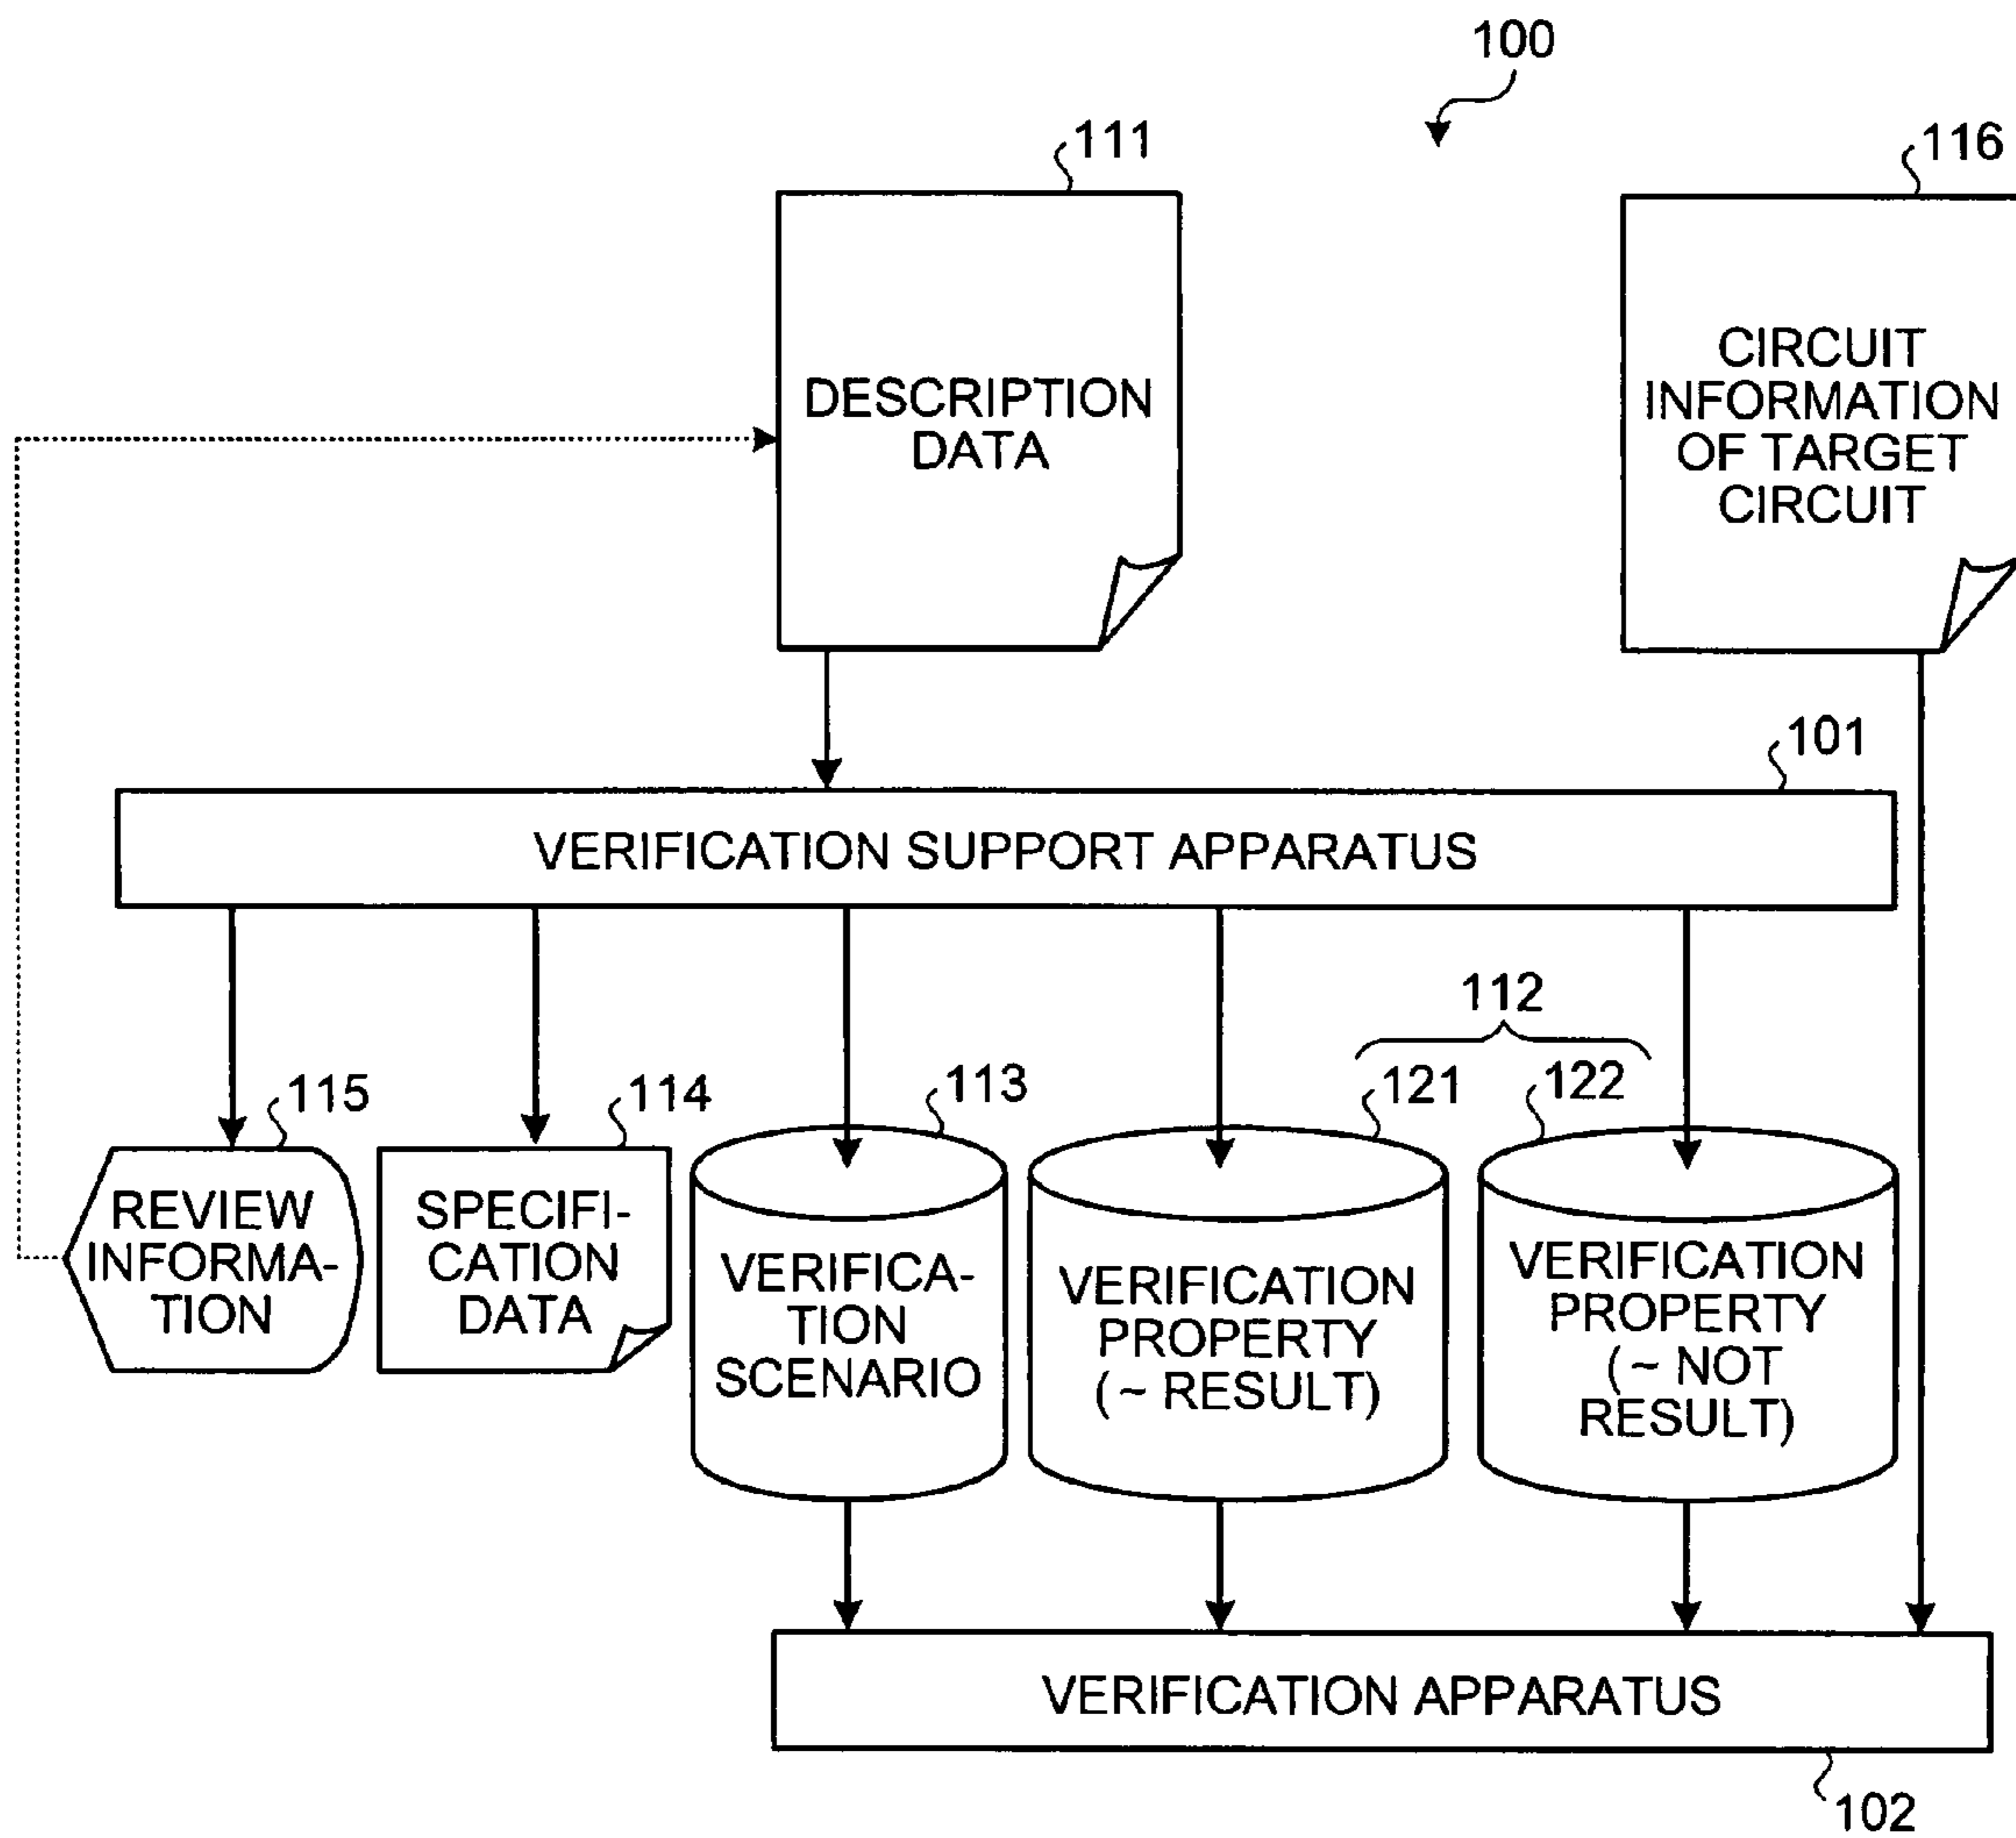 100
111
116
DESCRIPTION
DATA
CIRCUIT
INFORMATION
OF TARGET
CIRCUIT
101
VERIFICATION SUPPORT APPARATUS
112
115
114
113
121
122
REVIEW
INFORMA-
TION
SPECIFI-
CATION
DATA
VERIFICA-
TION
SCENARIO
VERIFICATION
PROPERTY
(~ RESULT)
VERIFICATION
PROPERTY
(~ NOT
RESULT)
VERIFICATION APPARATUS
102